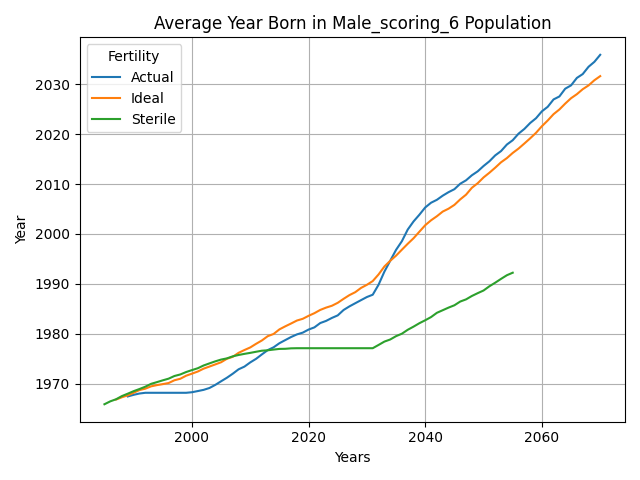 Average Year Born in Male_scoring_6 Population
Fertility
Actual
Ideal
Sterile
Year
2030
2020
2010
2000
1990
1980
1970
2000
2020
2040
2060
Years